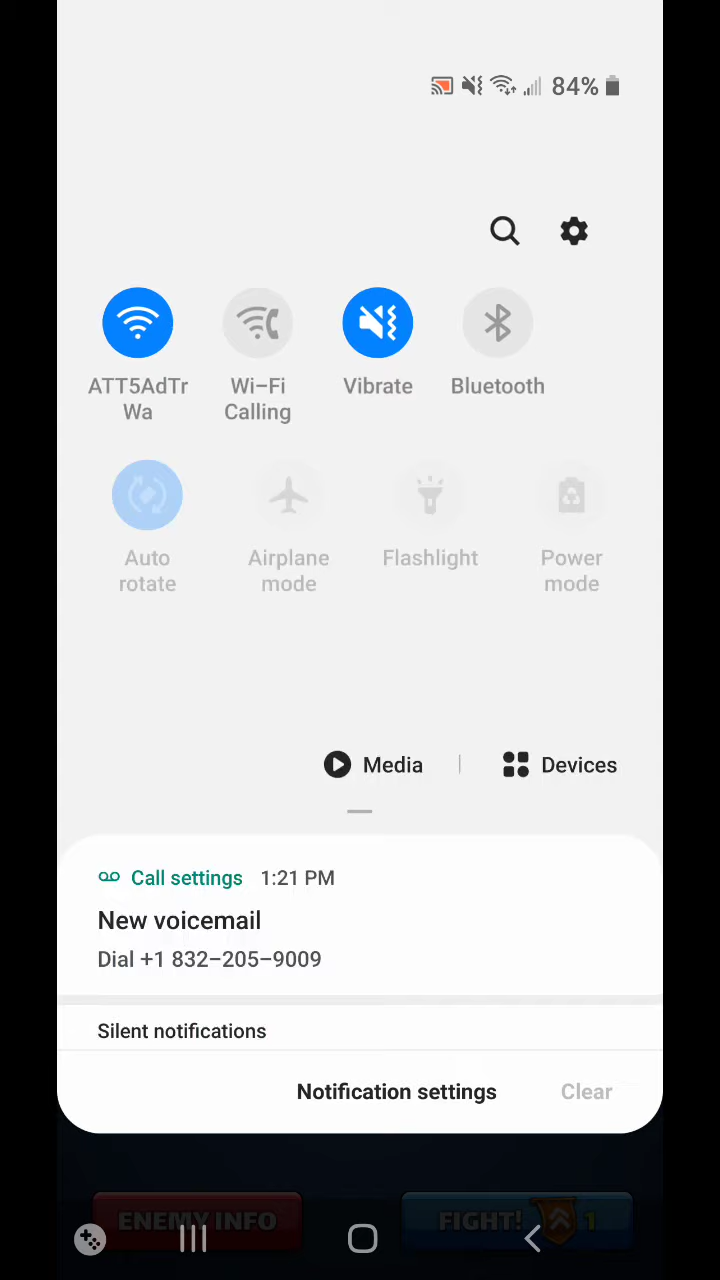 84%
ATT5AdTr
Wa
Wi-Fi
Calling
Vibrate
Bluetooth
Auto
rotate
Airplane
mode
Flashlight
Power
mode
Media
Devices
Call settings 1:21 PM
New voicemail
Dial +1 832-205-9009
Silent notifications
Notification settings Clear
ENEMY INFO
FIGHT! 1